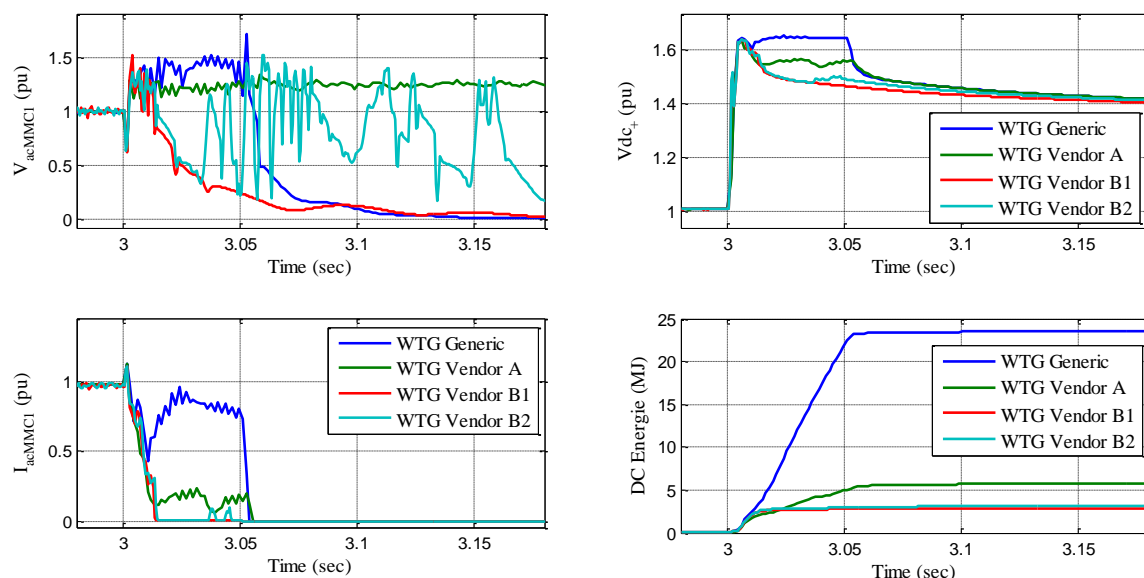 V_acMMC1 (pu)
1.5
1
0.5
0
3
3.05
3.1
3.15
Time (sec)
Vdc_+ (pu)
1.6
1.4
1.2
1
WTG Generic
WTG Vendor A
WTG Vendor B1
WTG Vendor B2
3
3.05
3.1
3.15
Time (sec)
I_acMMC1 (pu)
1
0.5
0
WTG Generic
WTG Vendor A
WTG Vendor B1
WTG Vendor B2
3
3.05
3.1
3.15
Time (sec)
DC Energie (MJ)
25
20
15
10
5
0
WTG Generic
WTG Vendor A
WTG Vendor B1
WTG Vendor B2
3
3.05
3.1
3.15
Time (sec)